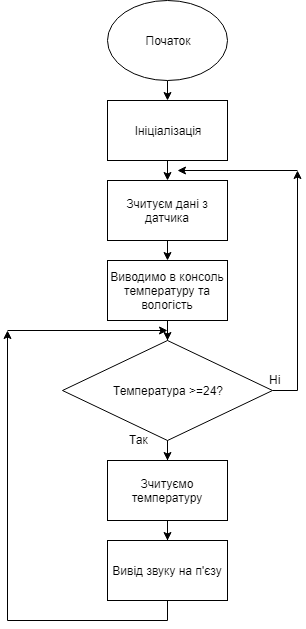 Початок
Ініціалізація
Зчитуєм дані з
датчика
Виводимо в консоль
температуру та
вологість
Температура >=24?
Ні
Так
Зчитуємо
температуру
Вивід звуку на п'єзу